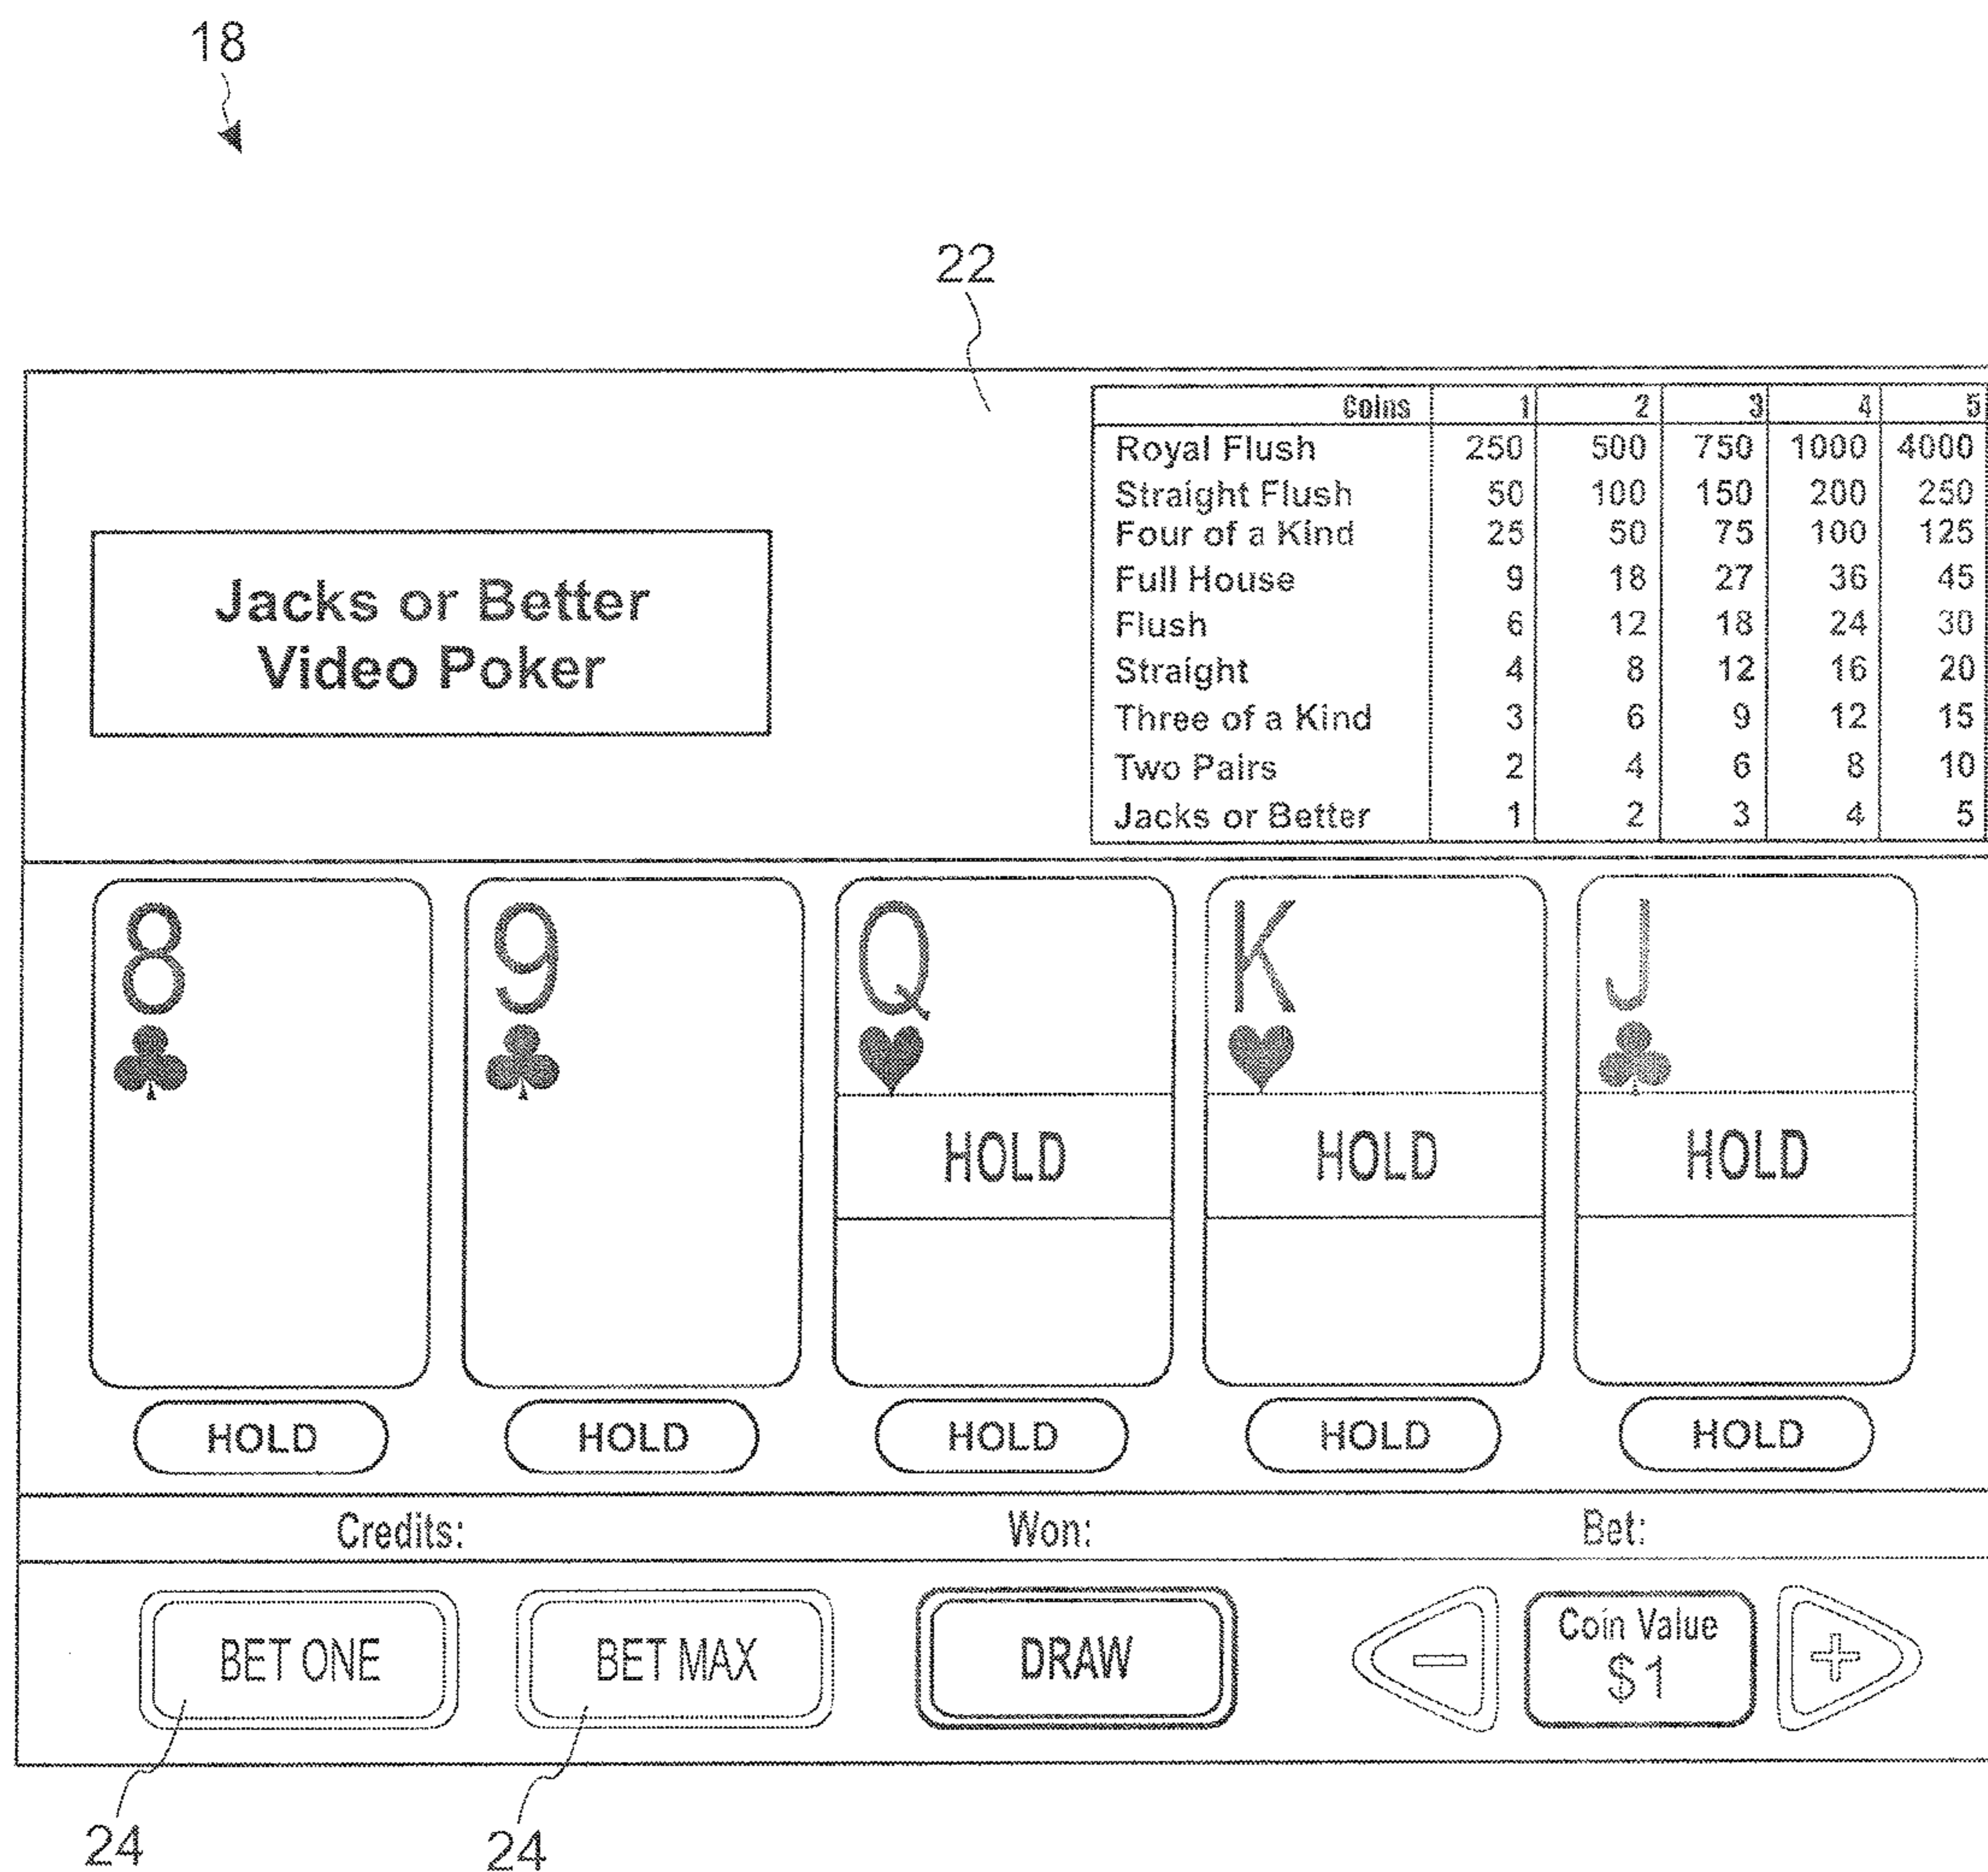 18
22
Coins 1 2 3 4 5
Royal Flush 250 500 750 1000 4000
Straight Flush 50 100 150 200 250
Four of a Kind 25 50 75 100 125
Full House 9 18 27 36 45
Flush 6 12 18 24 30
Straight 4 8 12 16 20
Three of a Kind 3 6 9 12 15
Two Pairs 2 4 6 8 10
Jacks or Better 1 2 3 4 5
Jacks or Better
Video Poker
8 9 Q K J
HOLD HOLD HOLD
HOLD HOLD HOLD HOLD HOLD
Credits: Won: Bet:
BET ONE BET MAX DRAW − Coin Value +
$1
24 24